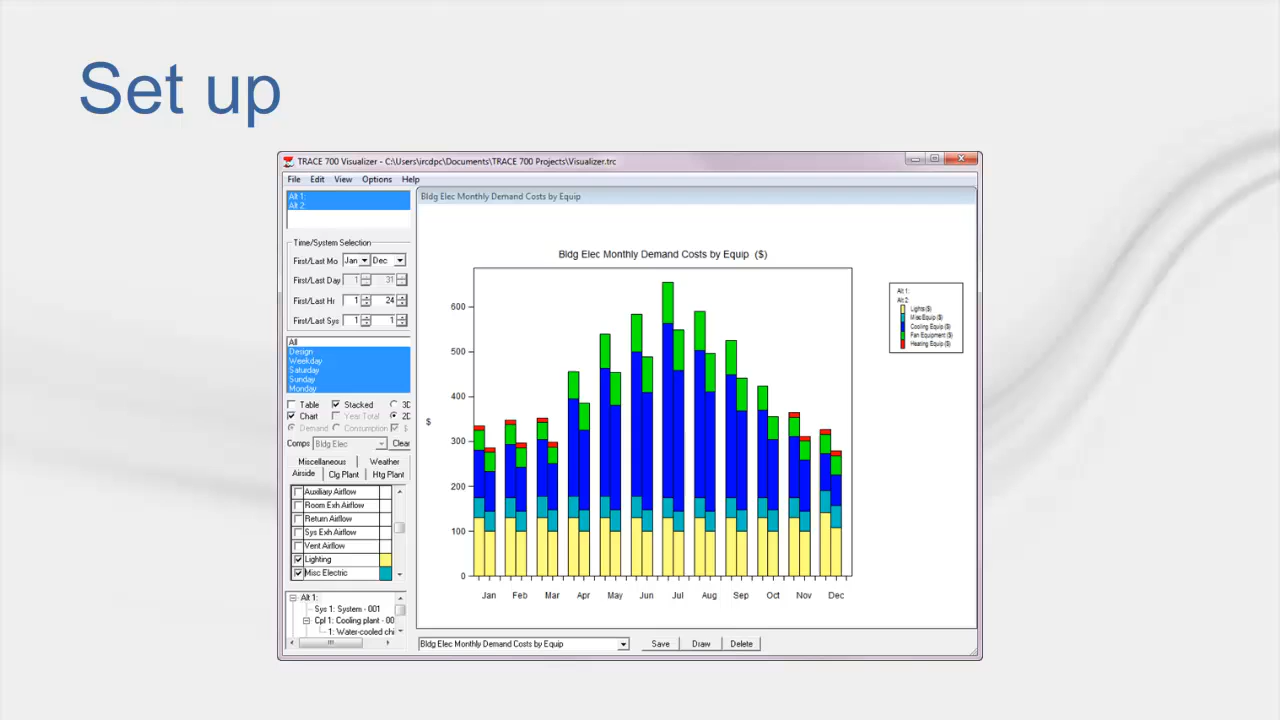 Set up
TRACE 700 Visualizer - C:\Users\ircdpc\Documents\TRACE 700 Projects\Visualizer.trc
File Edit View Options Help
Alt 1:
Alt 2:
Time/System Selection
First/Last Mo Jan Dec
First/Last Day 1 31
First/Last Hr 1 24
First/Last Sys 1 1
All
Design
Weekday
Saturday
Sunday
Monday
Table Stacked 3D
Chart Year Total 2D
Demand Consumption $
Comps Bldg Elec Clear
Miscellaneous Weather
Airside Clg Plant Htg Plant
Auxiliary Airflow
Room Exh Airflow
Return Airflow
Sys Exh Airflow
Vent Airflow
Lighting
Misc Electric
Alt 1:
Sys 1: System - 001
Cpl 1: Cooling plant - 00
1: Water-cooled chi
Bldg Elec Monthly Demand Costs by Equip
Bldg Elec Monthly Demand Costs by Equip ($)
600
500
400
$
300
200
100
0
Jan Feb Mar Apr May Jun Jul Aug Sep Oct Nov Dec
Alt 1:
Alt 2:
Lights ($)
Misc Equip ($)
Cooling Equip ($)
Fan Equipment ($)
Heating Equip ($)
Bldg Elec Monthly Demand Costs by Equip Save Draw Delete